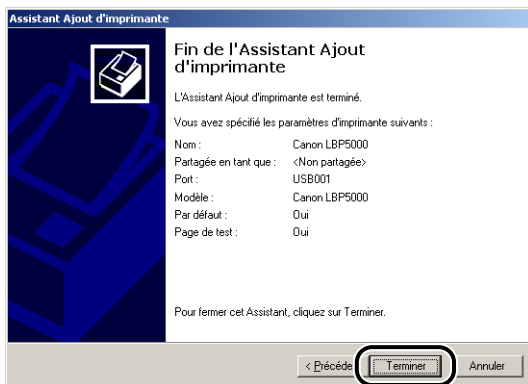 Assistant Ajout d'imprimante
Fin de l'Assistant Ajout
d'imprimante
L'Assistant Ajout d'imprimante est terminé.
Vous avez spécifié les paramètres d'imprimante suivants :
Nom : Canon LBP5000
Partagée en tant que : <Non partagée>
Port : USB001
Modèle : Canon LBP5000
Par défaut : Oui
Page de test : Oui
Pour fermer cet Assistant, cliquez sur Terminer.
< Précéde Terminer Annuler